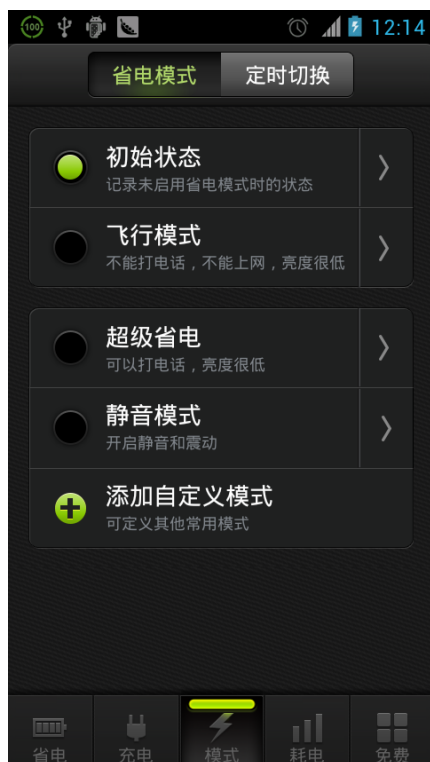 100 12:14
省电模式 定时切换
初始状态
记录未启用省电模式时的状态
飞行模式
不能打电话，不能上网，亮度很低
超级省电
可以打电话，亮度很低
静音模式
开启静音和震动
添加自定义模式
可定义其他常用模式
省电 充电 模式 耗电 免费